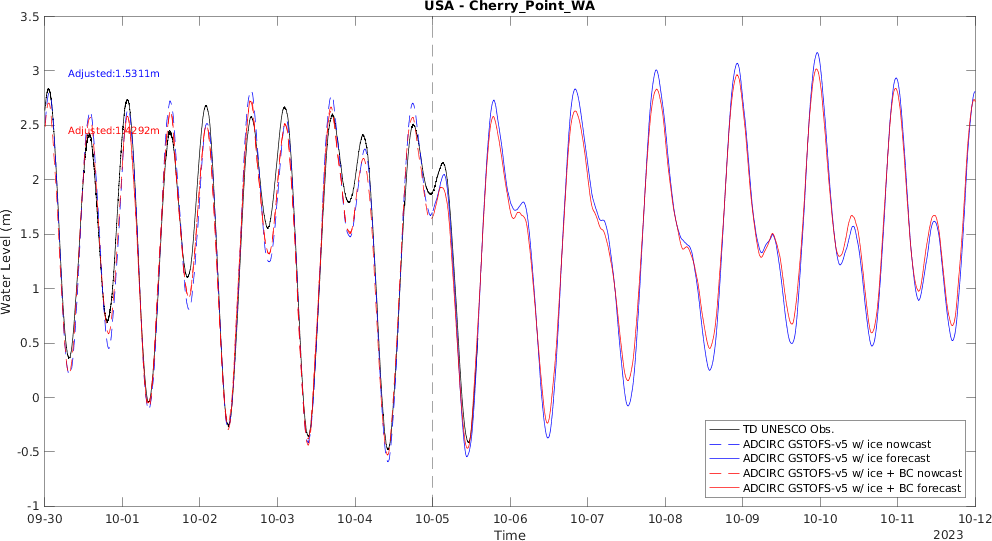 USA - Cherry_Point_WA
3.5
3
2.5
2
1.5
1
0.5
0
-0.5
-1
Water Level (m)
Adjusted:1.5311m
Adjusted:1.4292m
TD UNESCO Obs.
ADCIRC GSTOFS-v5 w/ ice nowcast
ADCIRC GSTOFS-v5 w/ ice forecast
ADCIRC GSTOFS-v5 w/ ice + BC nowcast
ADCIRC GSTOFS-v5 w/ ice + BC forecast
09-30 10-01 10-02 10-03 10-04 10-05 10-06 10-07 10-08 10-09 10-10 10-11 10-12
Time
2023